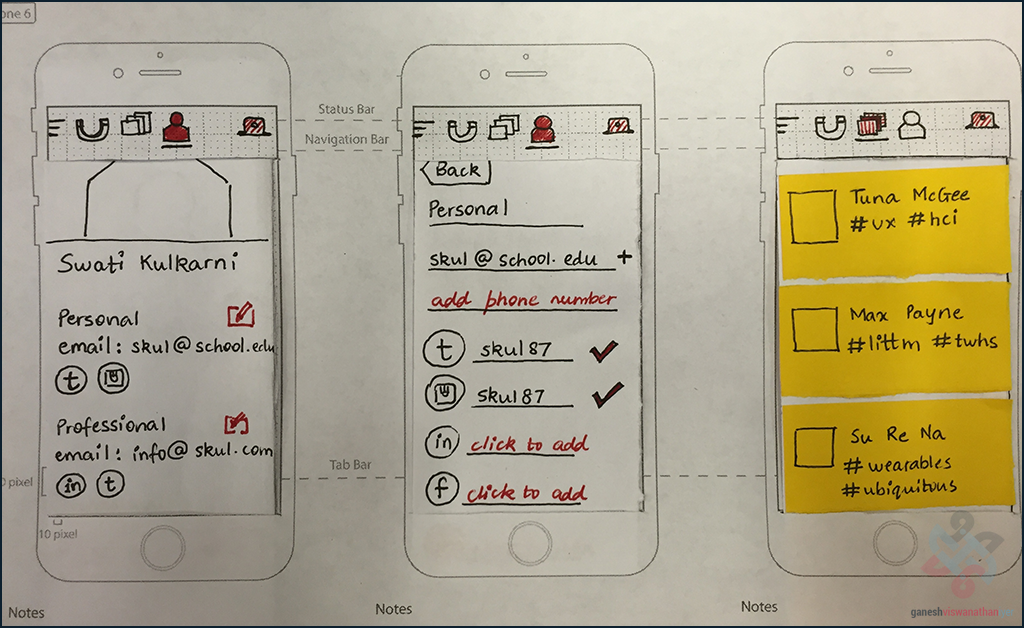 one 6
Status Bar
Navigation Bar
Tab Bar
0 pixel
10 pixel
Swati Kulkarni
Personal
email: skul@school.edu
t
Professional
email: info@skul.com
in t
Back
Personal
skul@school.edu +
add phone number
t skul87
skul87
in click to add
f click to add
Tuna McGee
#ux #hci
Max Payne
#littm #twhs
Su Re Na
#wearables
#ubiquitous
Notes
Notes
Notes